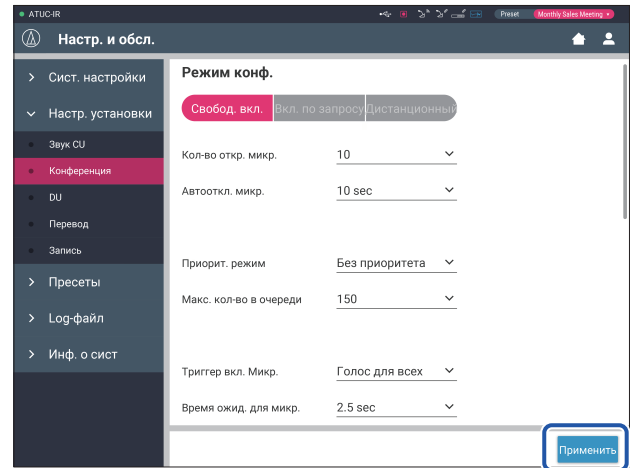 ATUC-IR Preset Monthly Sales Meeting
Настр. и обсл.
Сист. настройки
Настр. установки
Звук CU
Конференция
DU
Перевод
Запись
Пресеты
Log-файл
Инф. о сист
Режим конф.
Свобод. вкл. Вкл. по запросу Дистанционный
Кол-во откр. микр. 10
Автооткл. микр. 10 sec
Приорит. режим Без приоритета
Макс. кол-во в очереди 150
Триггер вкл. Микр. Голос для всех
Время ожид. для микр. 2.5 sec
Применить